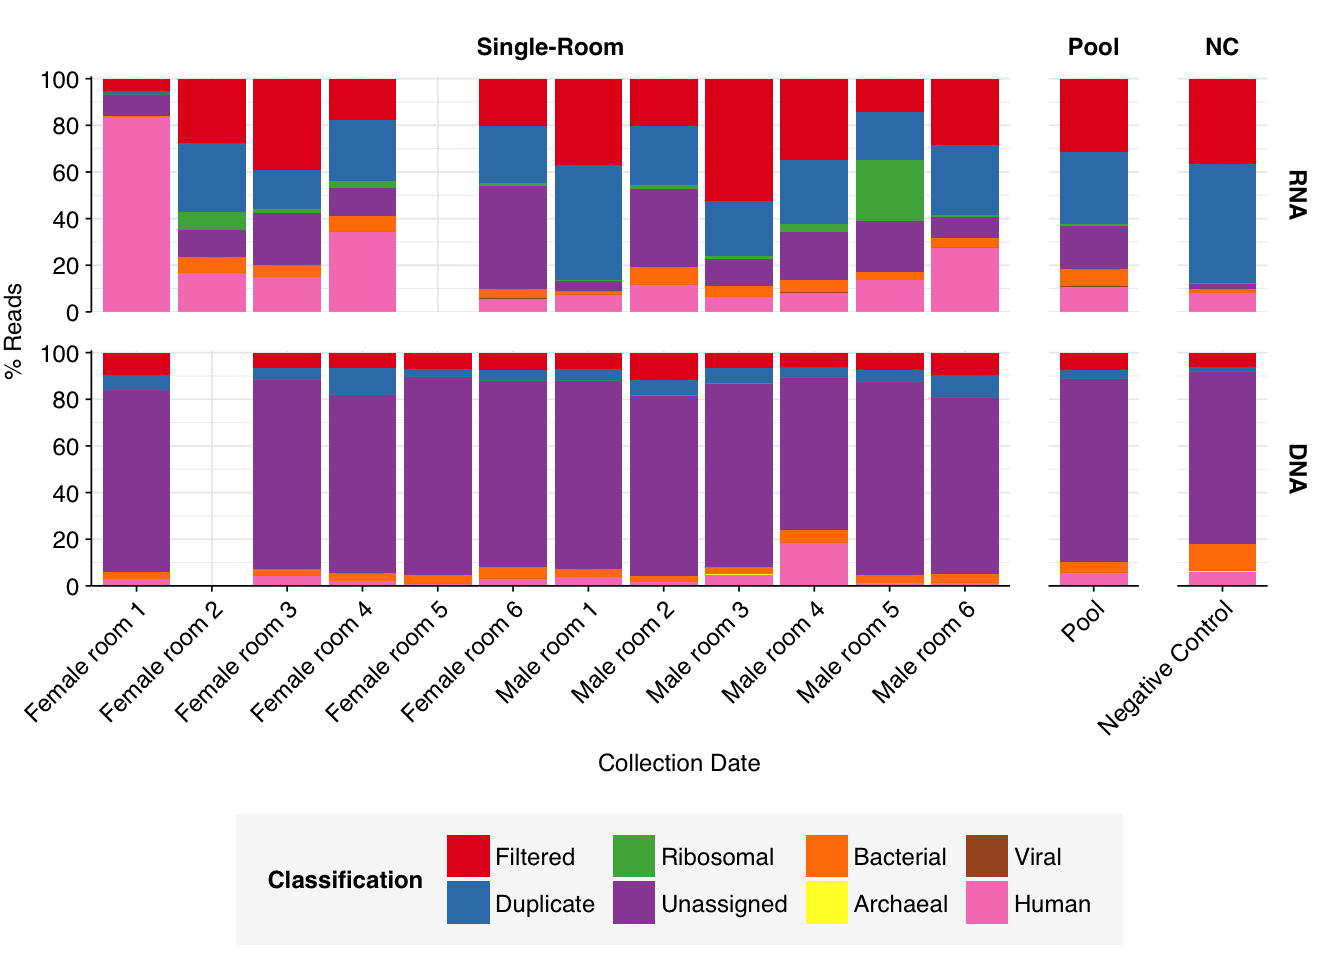 Single-Room Pool NC
100
80
60
40
20
0
RNA
% Reads
100
80
60
40
20
0
DNA
Female room 1
Female room 2
Female room 3
Female room 4
Female room 5
Female room 6
Male room 1
Male room 2
Male room 3
Male room 4
Male room 5
Male room 6
Pool
Negative Control
Collection Date
Classification
Filtered Ribosomal Bacterial Viral
Duplicate Unassigned Archaeal Human